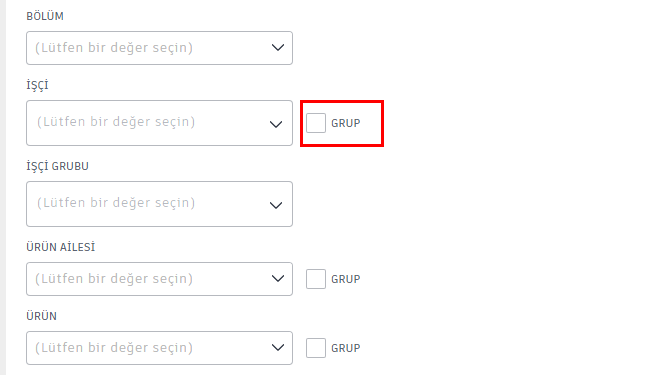 BÖLÜM
(Lütfen bir değer seçin)
İŞÇİ
(Lütfen bir değer seçin)
GRUP
İŞÇİ GRUBU
(Lütfen bir değer seçin)
ÜRÜN AİLESİ
(Lütfen bir değer seçin)
GRUP
ÜRÜN
(Lütfen bir değer seçin)
GRUP